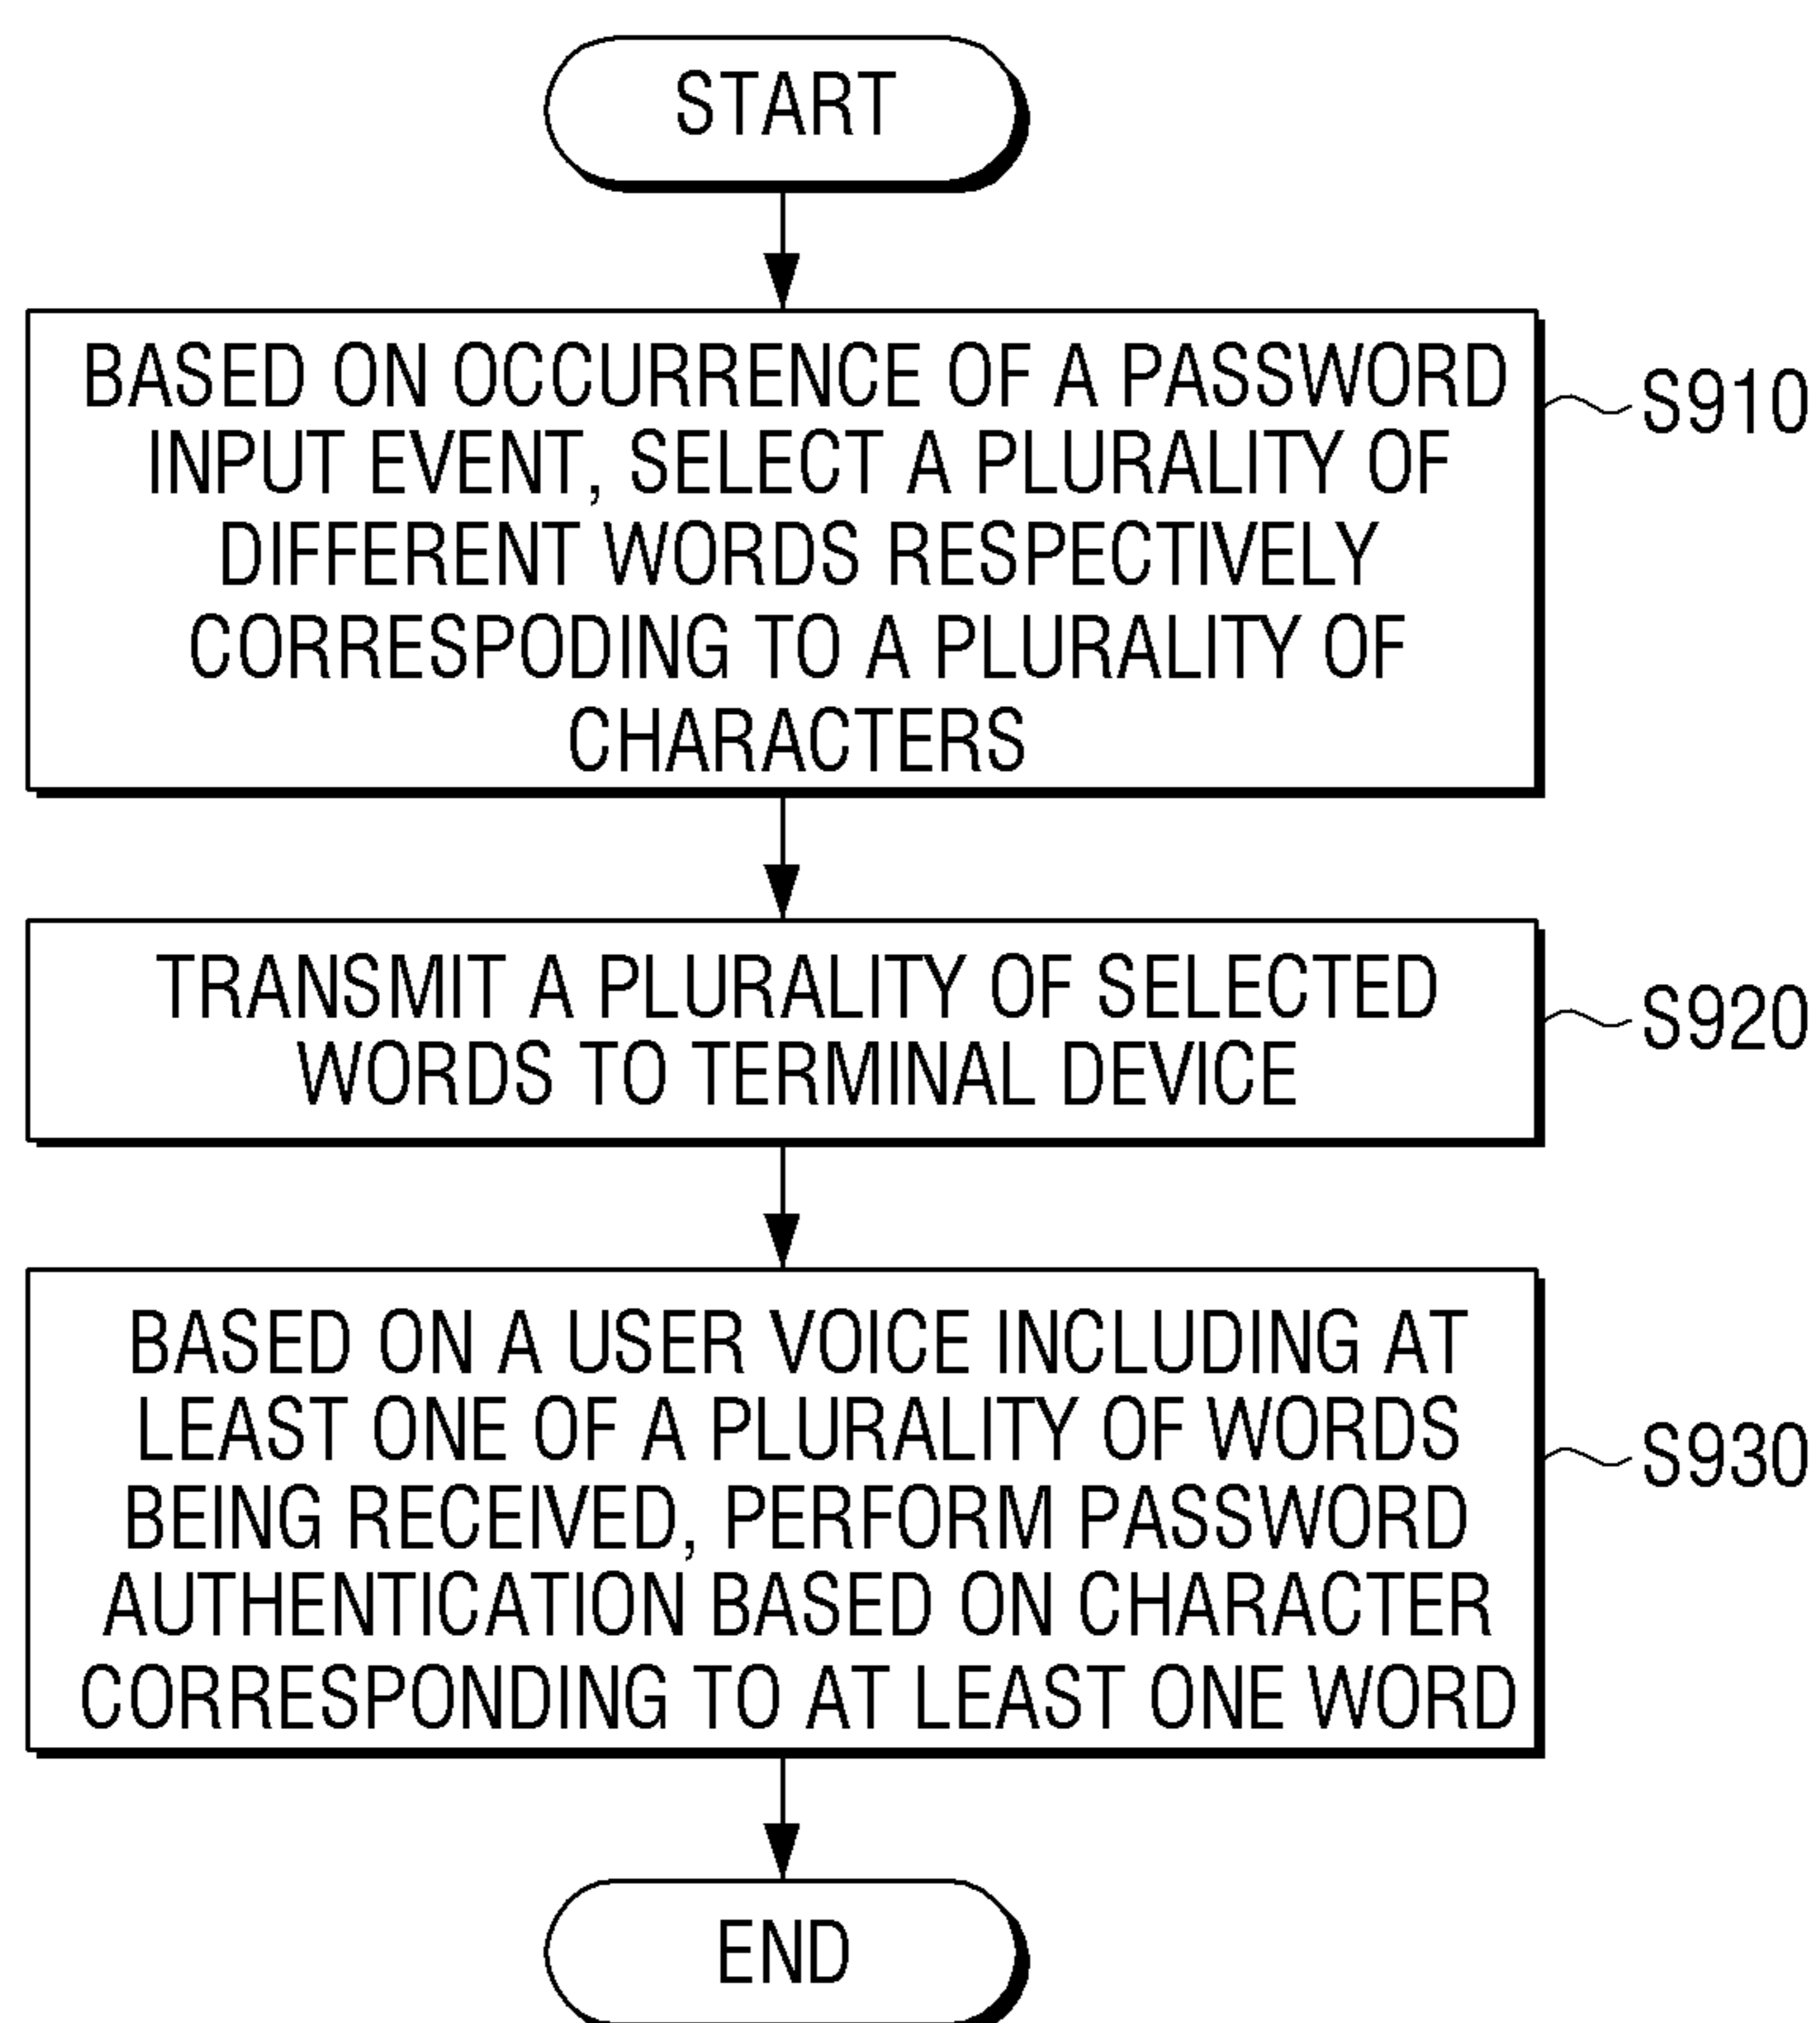 START
BASED ON OCCURRENCE OF A PASSWORD
INPUT EVENT, SELECT A PLURALITY OF
DIFFERENT WORDS RESPECTIVELY
CORRESPODING TO A PLURALITY OF
CHARACTERS
S910
TRANSMIT A PLURALITY OF SELECTED
WORDS TO TERMINAL DEVICE
S920
BASED ON A USER VOICE INCLUDING AT
LEAST ONE OF A PLURALITY OF WORDS
BEING RECEIVED, PERFORM PASSWORD
AUTHENTICATION BASED ON CHARACTER
CORRESPONDING TO AT LEAST ONE WORD
S930
END